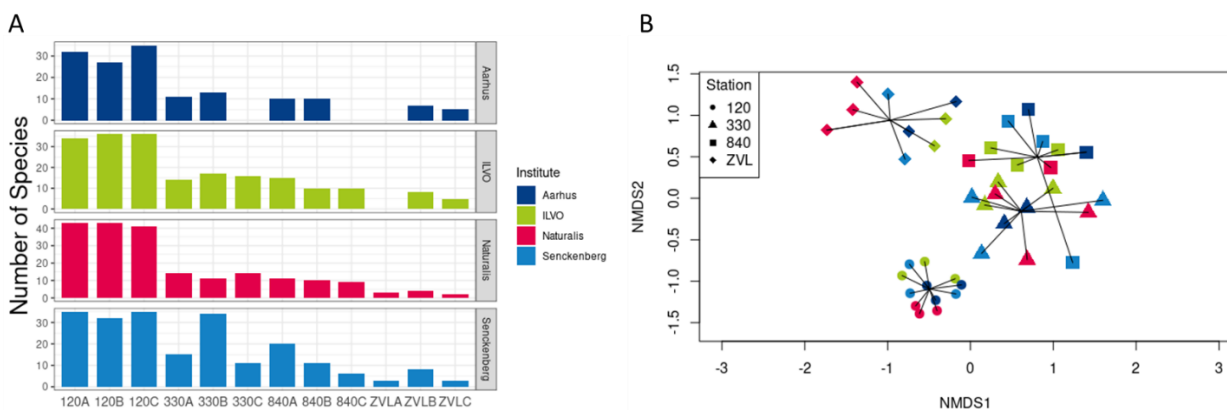 A
B
Number of Species
30
20
10
0
Aarhus
30
20
10
0
ILVO
40
30
20
10
0
Naturalis
30
20
10
0
Senckenberg
120A 120B 120C 330A 330B 330C 840A 840B 840C ZVLA ZVLB ZVLC
Institute
Aarhus
ILVO
Naturalis
Senckenberg
NMDS2
1.5
1.0
0.5
0.0
-0.5
-1.0
-1.5
Station
120
330
840
ZVL
-3 -2 -1 0 1 2 3
NMDS1